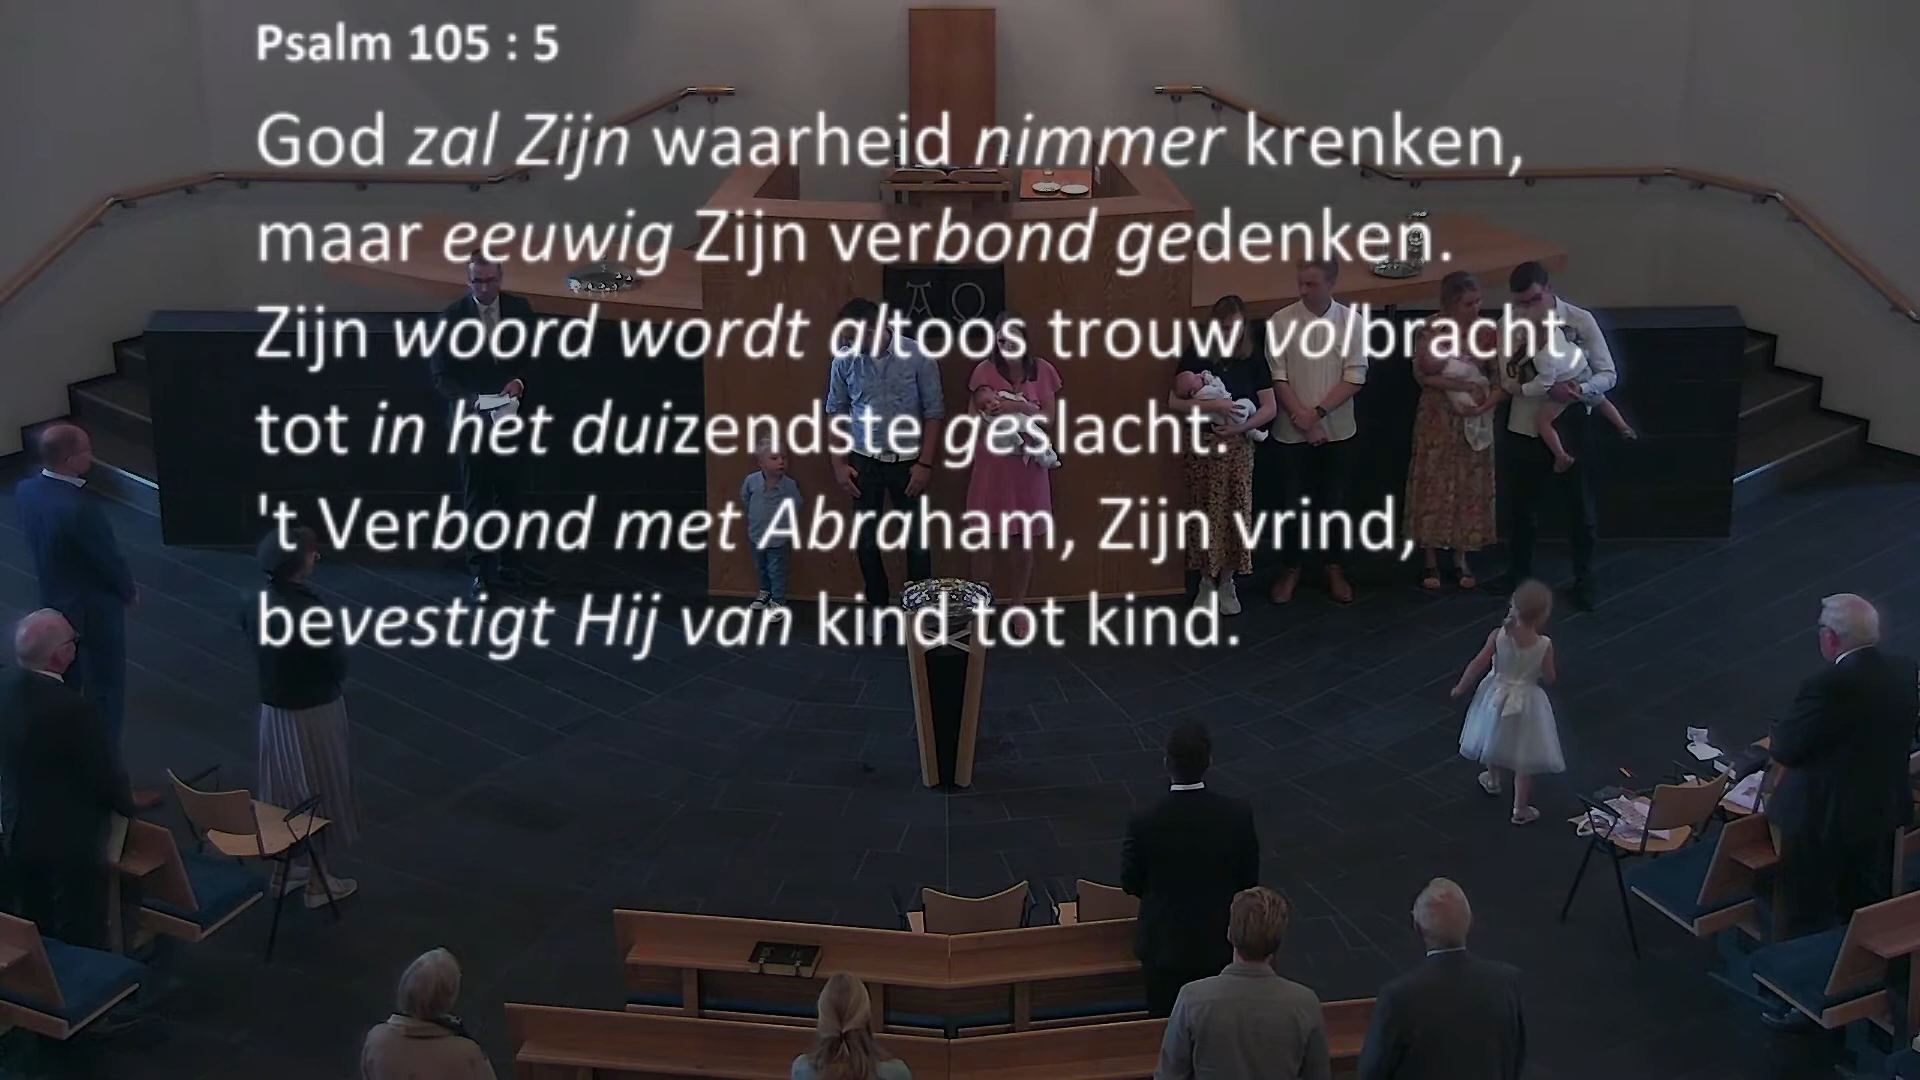 Psalm 105 : 5
God zal Zijn waarheid nimmer krenken,
maar eeuwig Zijn verbond gedenken.
Zijn woord wordt altoos trouw volbracht,
tot in het duizendste geslacht.
't Verbond met Abraham, Zijn vrind,
bevestigt Hij van kind tot kind.
Α Ω